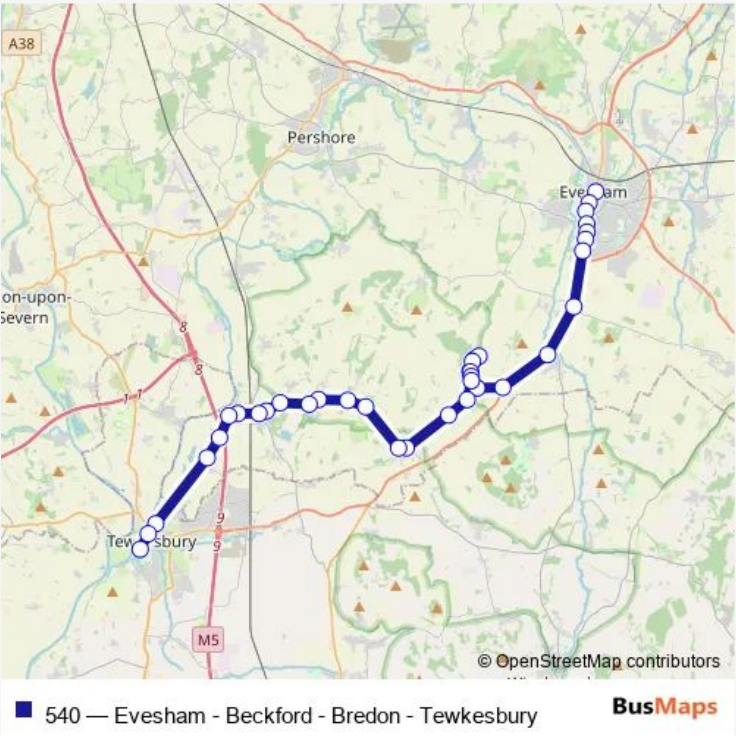 A38
Pershore
Evesham
on-upon-
Severn
8
8
11
9
Tewkesbury
9
M5
© OpenStreetMap contributors
540 — Evesham - Beckford - Bredon - Tewkesbury
BusMaps